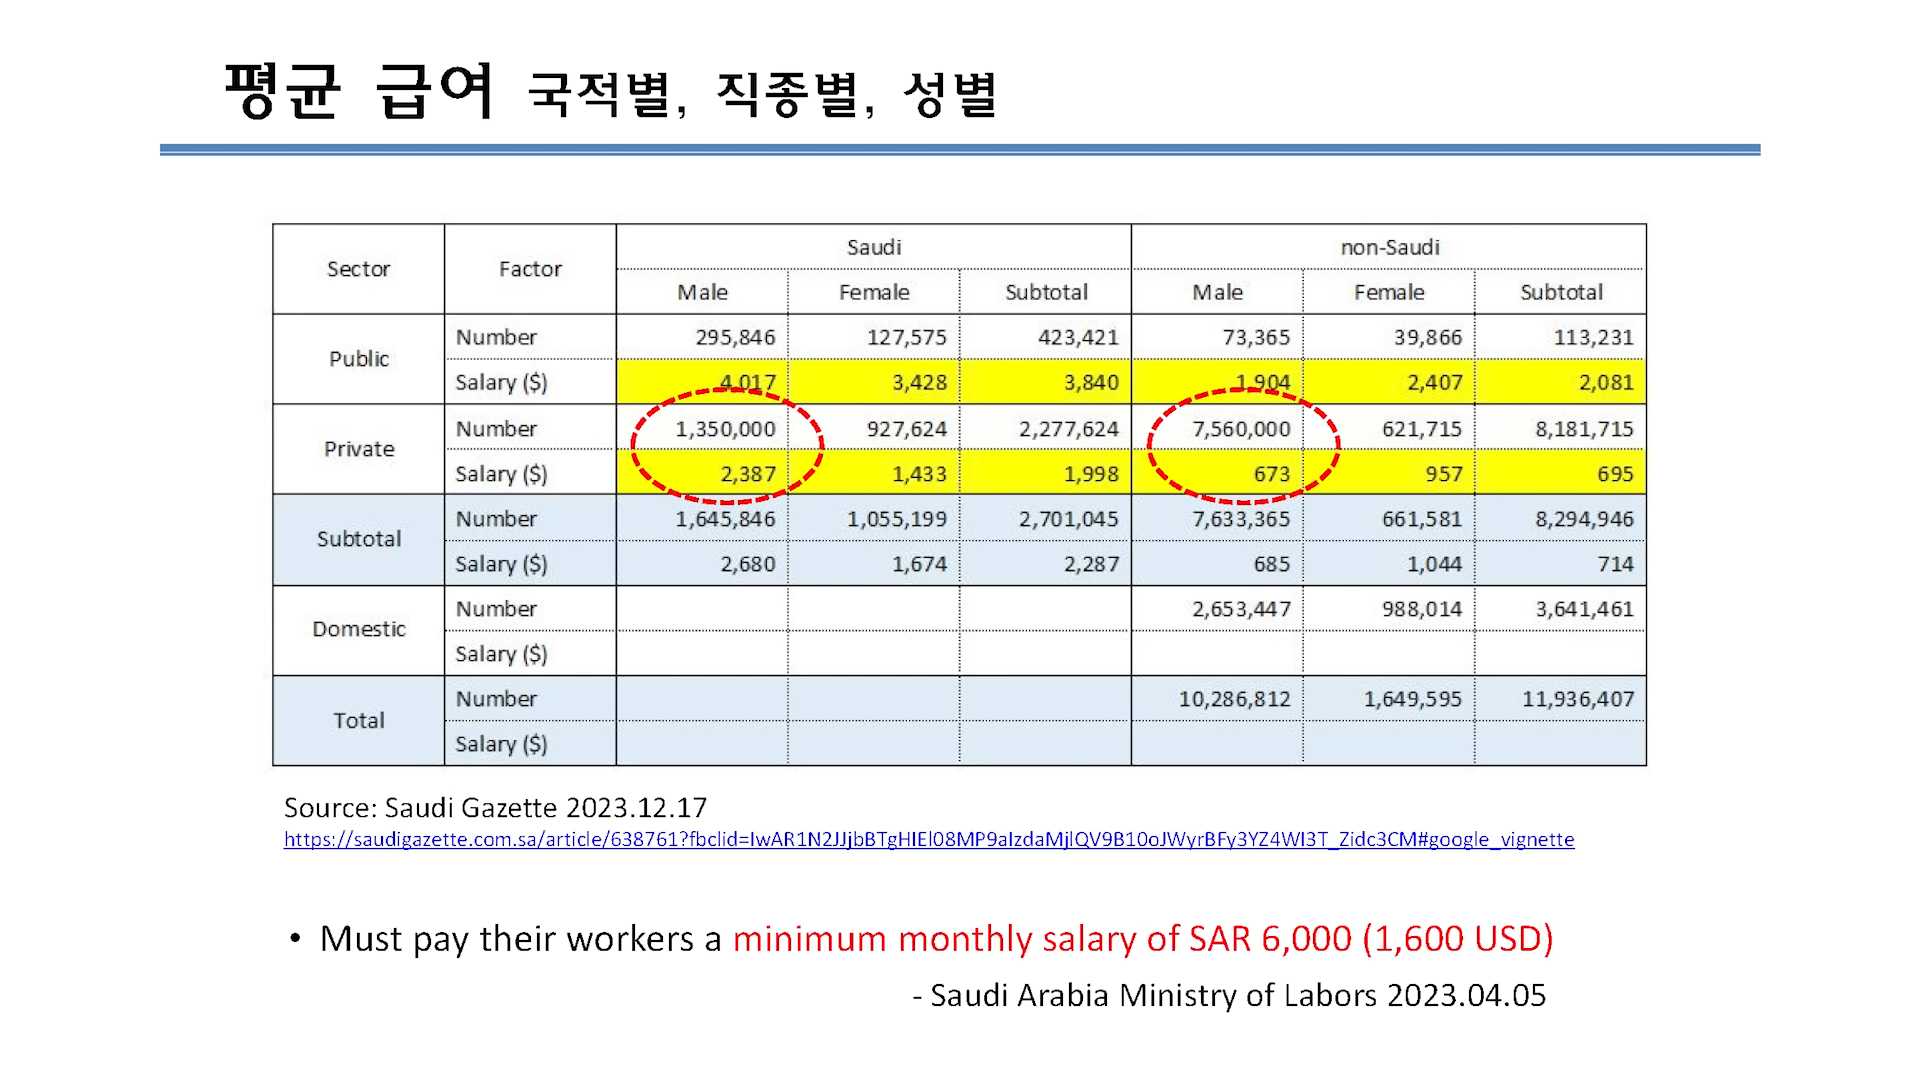 평균 급여 국적별, 직종별, 성별
Sector Factor Saudi non-Saudi
Male Female Subtotal Male Female Subtotal
Public Number 295,846 127,575 423,421 73,365 39,866 113,231
Salary ($) 4,017 3,428 3,840 1,904 2,407 2,081
Private Number 1,350,000 927,624 2,277,624 7,560,000 621,715 8,181,715
Salary ($) 2,387 1,433 1,998 673 957 695
Subtotal Number 1,645,846 1,055,199 2,701,045 7,633,365 661,581 8,294,946
Salary ($) 2,680 1,674 2,287 685 1,044 714
Domestic Number 2,653,447 988,014 3,641,461
Salary ($)
Total Number 10,286,812 1,649,595 11,936,407
Salary ($)
Source: Saudi Gazette 2023.12.17
https://saudigazette.com.sa/article/638761?fbclid=IwAR1N2JJjbBTgHIEl08MP9aIzdaMjlQV9B10oJWyrBFy3YZ4WI3T_Zidc3CM#google_vignette
• Must pay their workers a minimum monthly salary of SAR 6,000 (1,600 USD)
- Saudi Arabia Ministry of Labors 2023.04.05